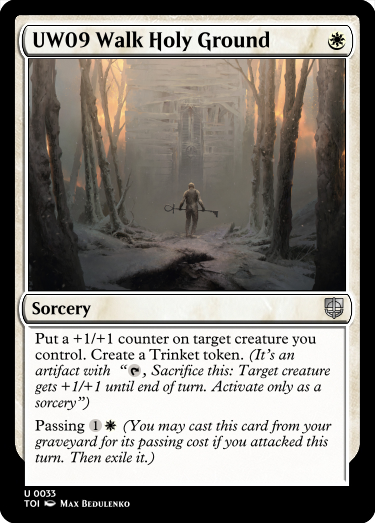 UW09 Walk Holy Ground
Sorcery
Put a +1/+1 counter on target creature you
control. Create a Trinket token. (It's an
artifact with “, Sacrifice this: Target creature
gets +1/+1 until end of turn. Activate only as a
sorcery”)
Passing 1 (You may cast this card from your
graveyard for its passing cost if you attacked this
turn. Then exile it.)
U 0033
TOI Max Bedulenko